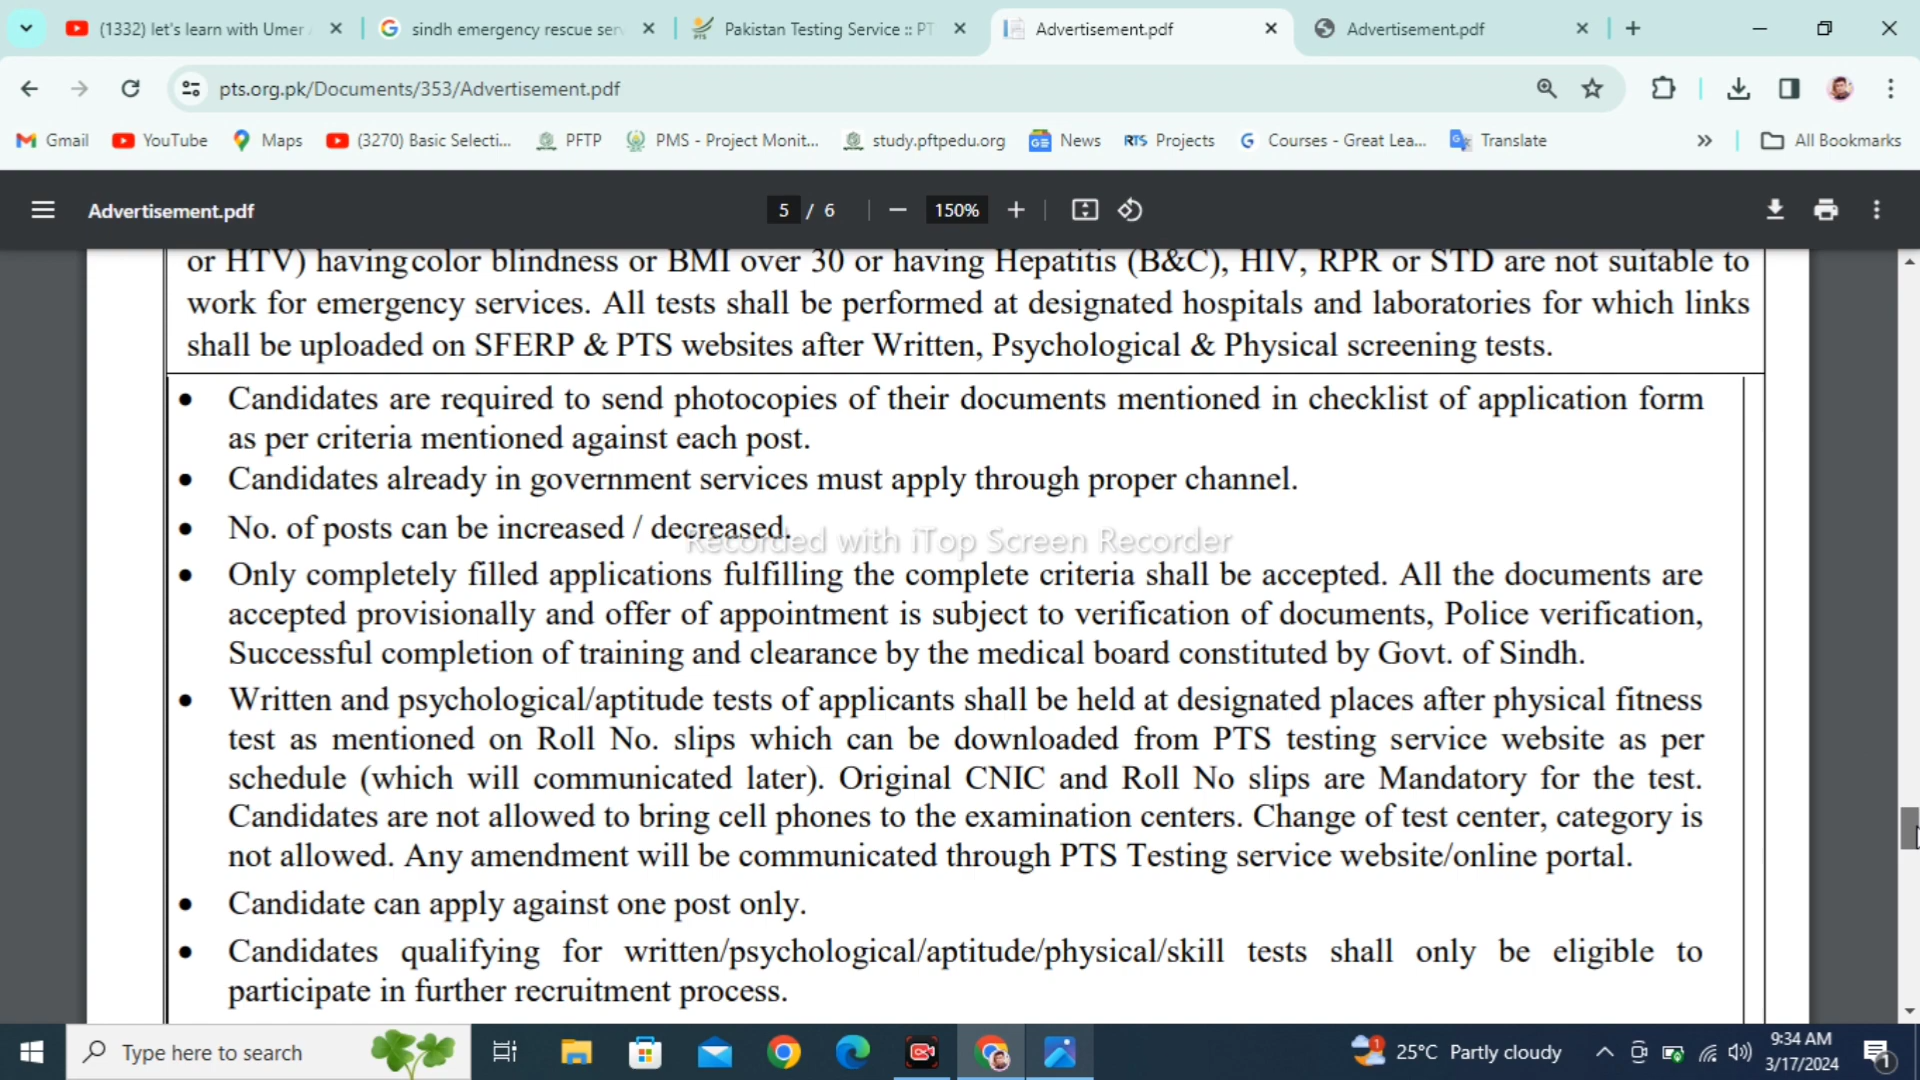 (1332) let's learn with Umer
sindh emergency rescue ser
Pakistan Testing Service :: PT
Advertisement.pdf
Advertisement.pdf
pts.org.pk/Documents/353/Advertisement.pdf
Gmail
YouTube
Maps
(3270) Basic Selecti...
PFTP
PMS - Project Monit...
study.pftpedu.org
News
RTS Projects
Courses - Great Lea...
Translate
All Bookmarks
Advertisement.pdf
5 / 6
150%
or HTV) having color blindness or BMI over 30 or having Hepatitis (B&C), HIV, RPR or STD are not suitable to
work for emergency services. All tests shall be performed at designated hospitals and laboratories for which links
shall be uploaded on SFERP & PTS websites after Written, Psychological & Physical screening tests.
• Candidates are required to send photocopies of their documents mentioned in checklist of application form
as per criteria mentioned against each post.
• Candidates already in government services must apply through proper channel.
• No. of posts can be increased / decreased.
Recorded with iTop Screen Recorder
• Only completely filled applications fulfilling the complete criteria shall be accepted. All the documents are
accepted provisionally and offer of appointment is subject to verification of documents, Police verification,
Successful completion of training and clearance by the medical board constituted by Govt. of Sindh.
• Written and psychological/aptitude tests of applicants shall be held at designated places after physical fitness
test as mentioned on Roll No. slips which can be downloaded from PTS testing service website as per
schedule (which will communicated later). Original CNIC and Roll No slips are Mandatory for the test.
Candidates are not allowed to bring cell phones to the examination centers. Change of test center, category is
not allowed. Any amendment will be communicated through PTS Testing service website/online portal.
• Candidate can apply against one post only.
• Candidates qualifying for written/psychological/aptitude/physical/skill tests shall only be eligible to
participate in further recruitment process.
Type here to search
25°C Partly cloudy
9:34 AM
3/17/2024
1